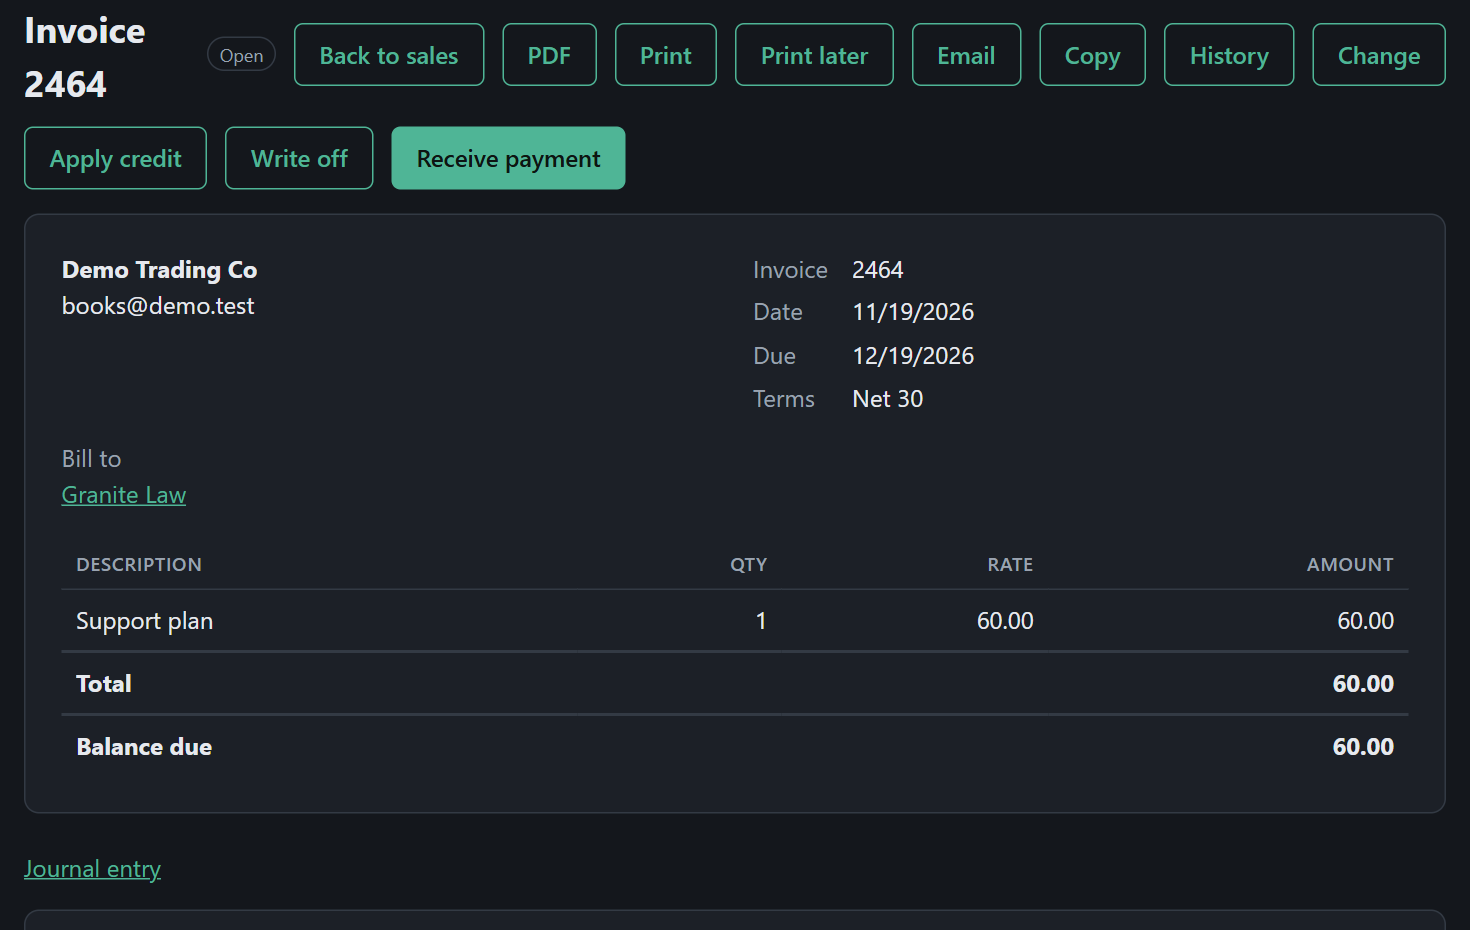 Invoice 2464
Open
Back to sales
PDF
Print
Print later
Email
Copy
History
Change
Apply credit
Write off
Receive payment
Demo Trading Co
books@demo.test
Invoice 2464
Date 11/19/2026
Due 12/19/2026
Terms Net 30
Bill to
Granite Law
DESCRIPTION QTY RATE AMOUNT
Support plan 1 60.00 60.00
Total 60.00
Balance due 60.00
Journal entry